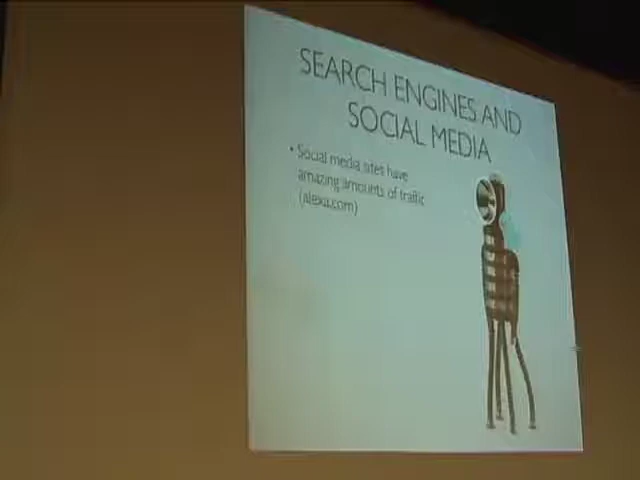 SEARCH ENGINES AND
SOCIAL MEDIA
• Social media sites have
amazing amounts of traffic
(alexa.com)